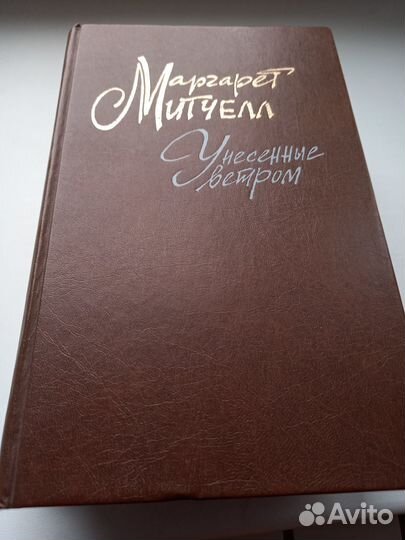 Маргарет
Митчелл
Унесенные
ветром
Avito